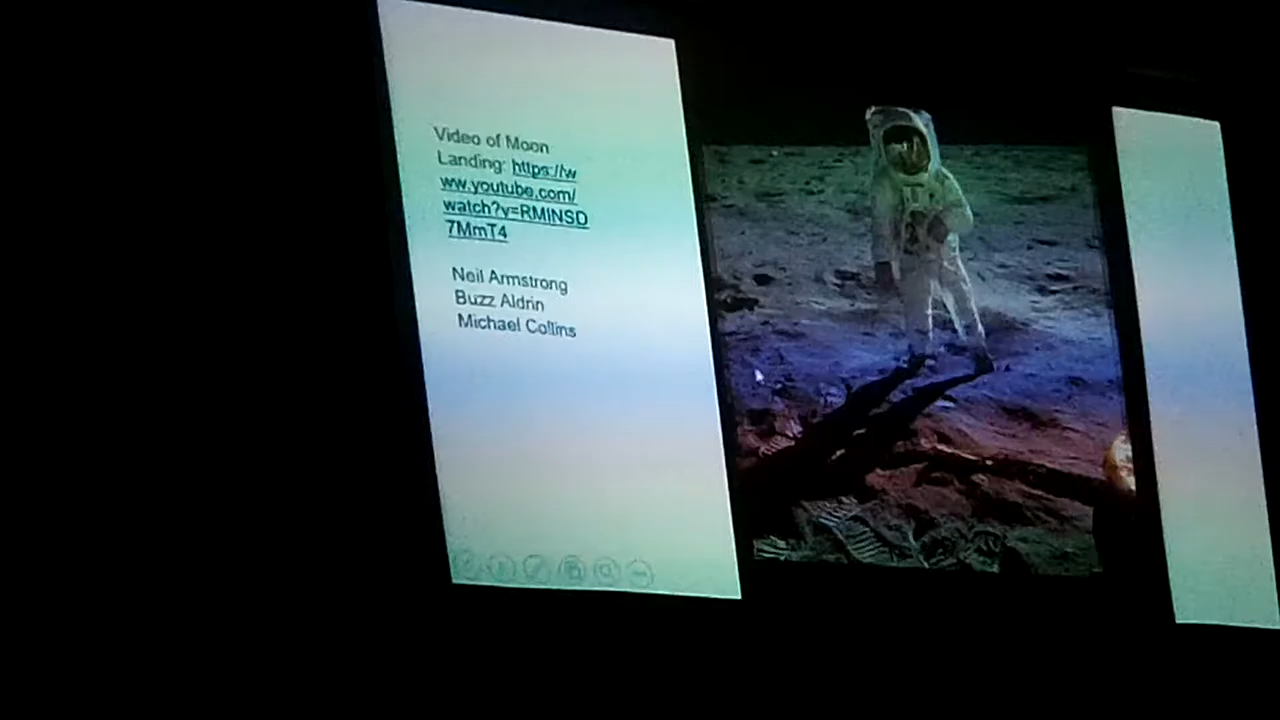 Video of Moon
Landing: https://w
ww.youtube.com/
watch?v=RMINSD
7MmT4
Neil Armstrong
Buzz Aldrin
Michael Collins